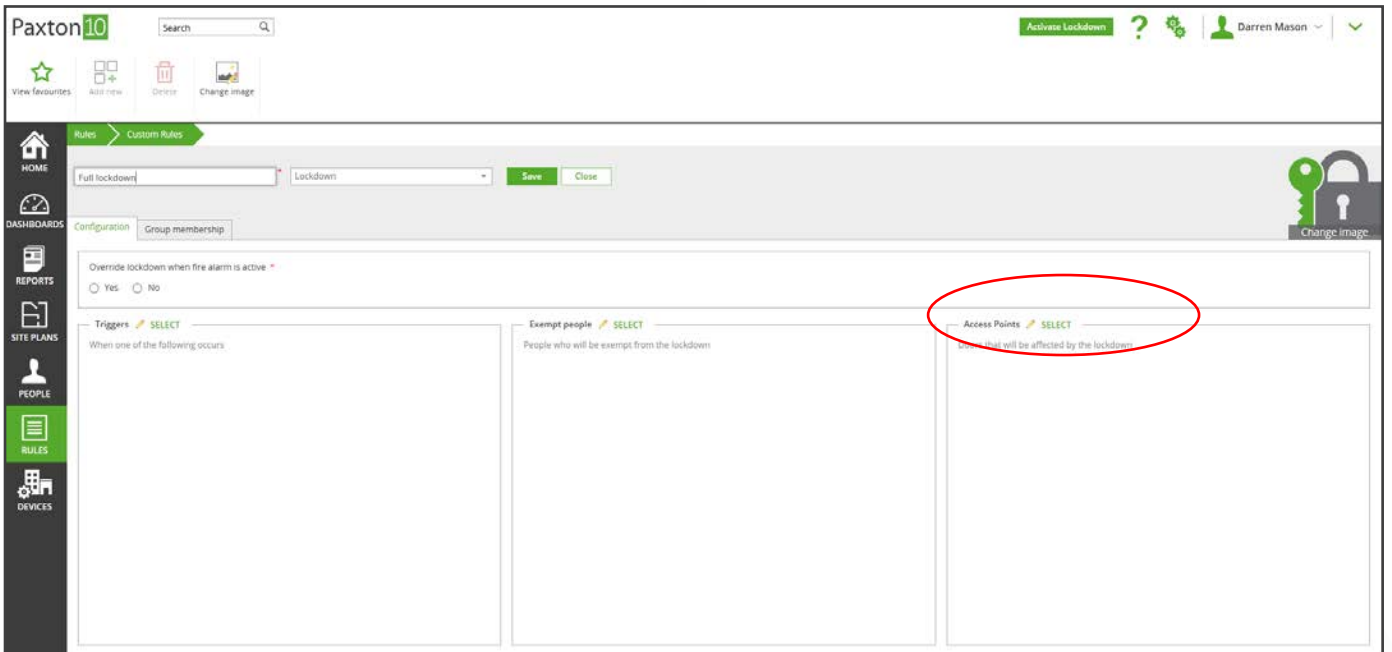 Paxton10
Search
Activate Lockdown
?
Darren Mason
View favourites
Add new
Delete
Change image
Rules
Custom Rules
HOME
DASHBOARDS
REPORTS
SITE PLANS
PEOPLE
RULES
DEVICES
Full lockdown
*
Lockdown
Save
Close
Change image
Configuration
Group membership
Override lockdown when fire alarm is active *
Yes
No
Triggers SELECT
When one of the following occurs
Exempt people SELECT
People who will be exempt from the lockdown
Access Points SELECT
Doors that will be affected by the lockdown